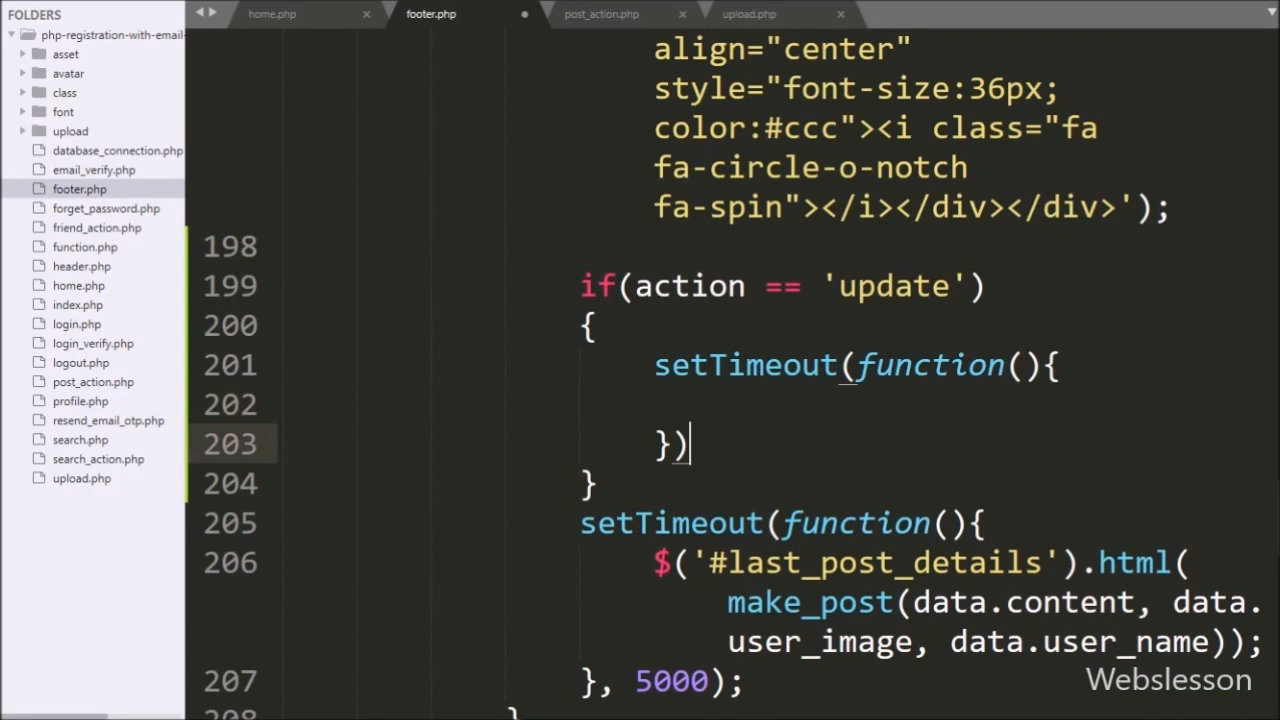 FOLDERS
php-registration-with-email-
asset
avatar
class
font
upload
database_connection.php
email_verify.php
footer.php
forget_password.php
friend_action.php
function.php
header.php
home.php
index.php
login.php
login_verify.php
logout.php
post_action.php
profile.php
resend_email_otp.php
search.php
search_action.php
upload.php
home.php
footer.php
post_action.php
upload.php
align="center"
style="font-size:36px;
color:#ccc"><i class="fa
fa-circle-o-notch
fa-spin"></i></div></div>');
198
199 if(action == 'update')
200 {
201 setTimeout(function(){
202
203 })
204 }
205 setTimeout(function(){
206 $('#last_post_details').html(
make_post(data.content, data.
user_image, data.user_name));
207 }, 5000);
208 }
Webslesson